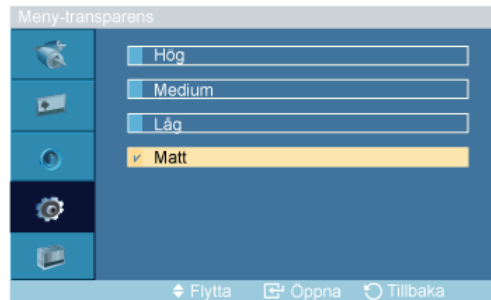 Meny-transparens
Hög
Medium
Låg
Matt
Flytta Öppna Tillbaka